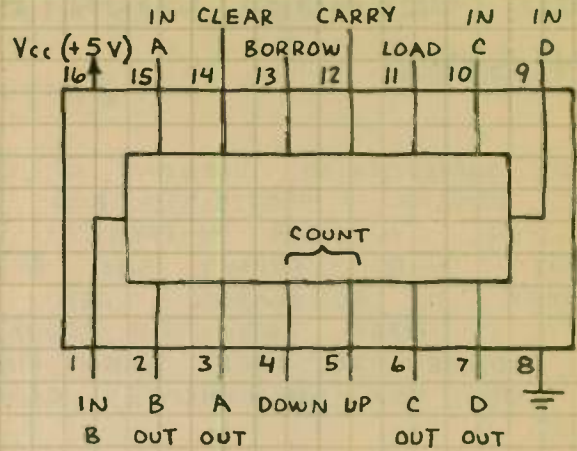 IN CLEAR CARRY IN IN
Vcc (+5 V) A BORROW LOAD C D
16 15 14 13 12 11 10 9
COUNT
1 2 3 4 5 6 7 8
IN B A DOWN UP C D
B OUT OUT OUT OUT